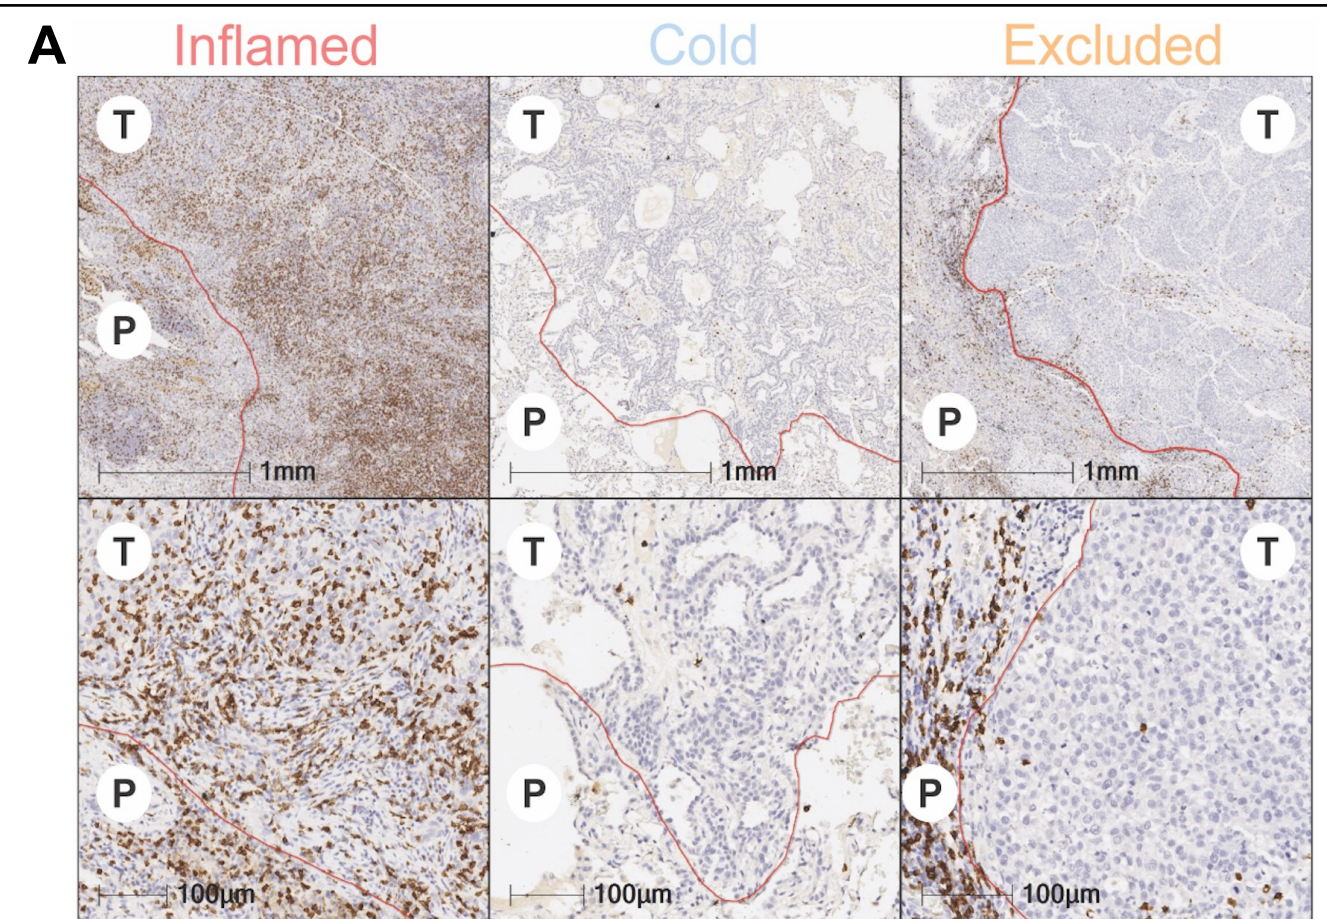 A
Inflamed Cold Excluded
T T T
P
P P
1mm 1mm 1mm
T T T
P P P
100μm 100μm 100μm